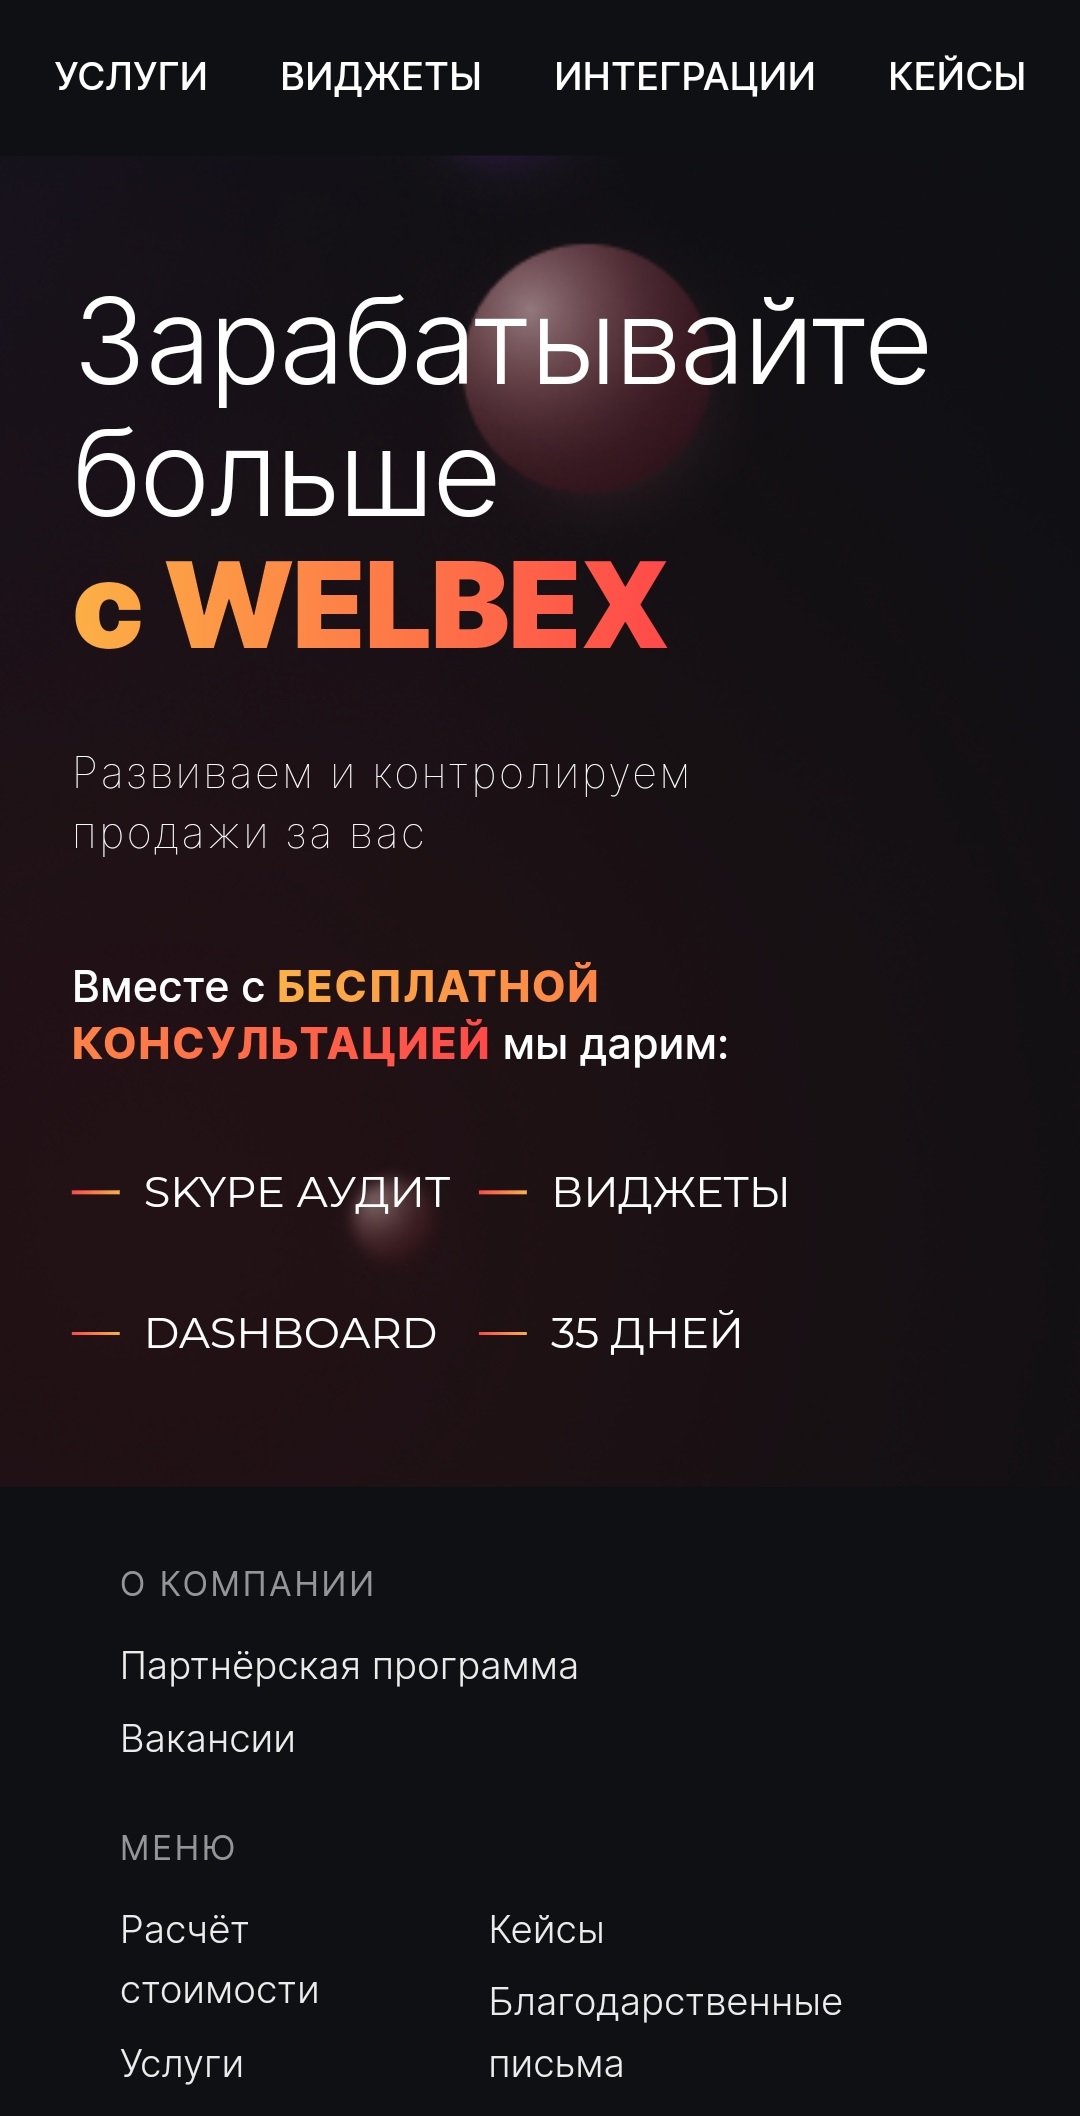 УСЛУГИ ВИДЖЕТЫ ИНТЕГРАЦИИ КЕЙСЫ
Зарабатывайте
больше
с WELBEX
Развиваем и контролируем
продажи за вас
Вместе с БЕСПЛАТНОЙ
КОНСУЛЬТАЦИЕЙ мы дарим:
SKYPE АУДИТ — ВИДЖЕТЫ
DASHBOARD — 35 ДНЕЙ
О КОМПАНИИ
Партнёрская программа
Вакансии
МЕНЮ
Расчёт
стоимости
Услуги
Кейсы
Благодарственные
письма